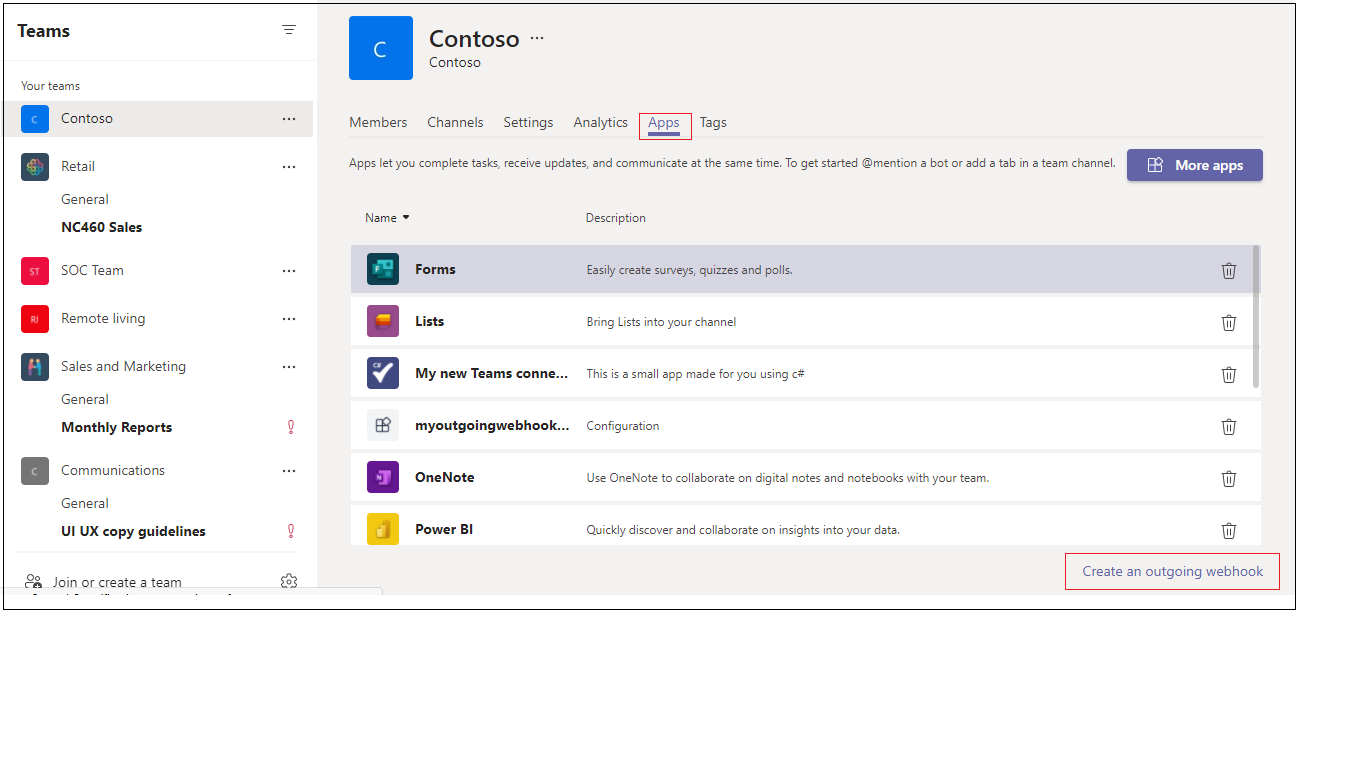 Teams
Your teams
C Contoso ...
Retail ...
General
NC460 Sales
ST SOC Team ...
RI Remote living ...
Sales and Marketing ...
General
Monthly Reports
C Communications ...
General
UI UX copy guidelines
Join or create a team
C Contoso ...
Contoso
Members Channels Settings Analytics Apps Tags
Apps let you complete tasks, receive updates, and communicate at the same time. To get started @mention a bot or add a tab in a team channel. More apps
Name Description
F Forms Easily create surveys, quizzes and polls.
Lists Bring Lists into your channel
C# My new Teams conne... This is a small app made for you using c#
myoutgoingwebhook... Configuration
N OneNote Use OneNote to collaborate on digital notes and notebooks with your team.
Power BI Quickly discover and collaborate on insights into your data.
Create an outgoing webhook